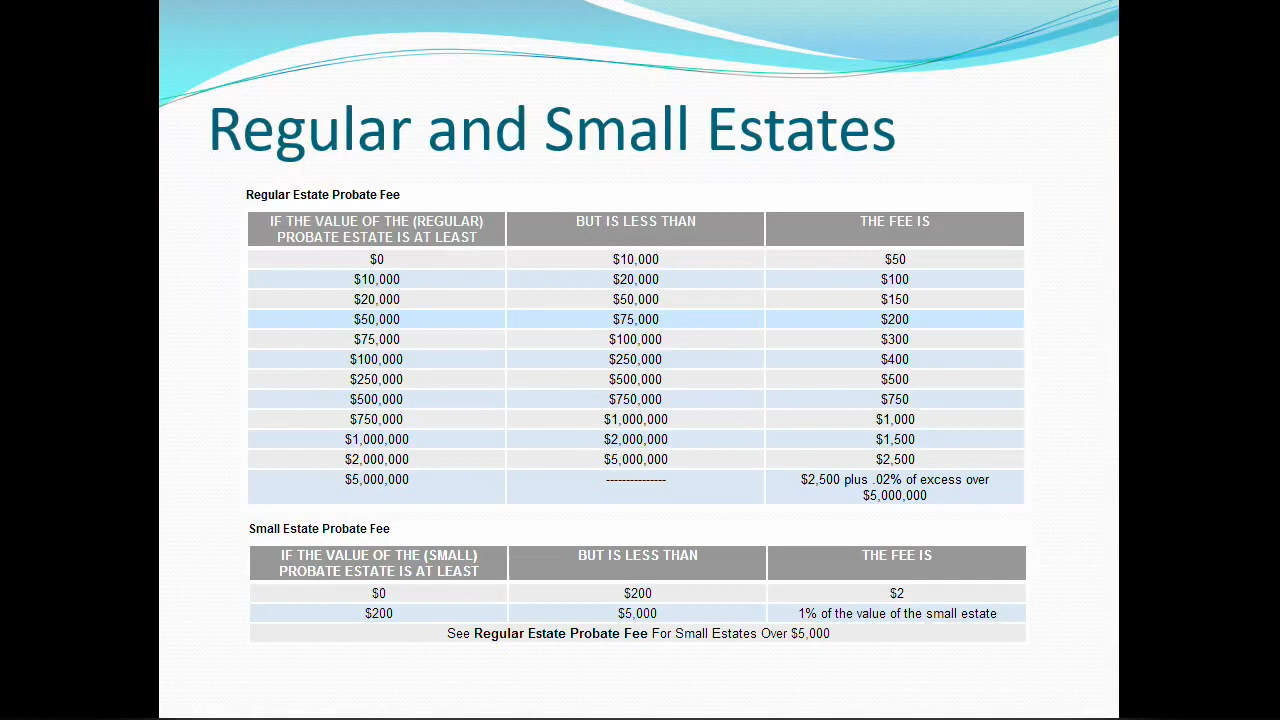 Regular and Small Estates
Regular Estate Probate Fee
IF THE VALUE OF THE (REGULAR) PROBATE ESTATE IS AT LEAST BUT IS LESS THAN THE FEE IS
$0 $10,000 $50
$10,000 $20,000 $100
$20,000 $50,000 $150
$50,000 $75,000 $200
$75,000 $100,000 $300
$100,000 $250,000 $400
$250,000 $500,000 $500
$500,000 $750,000 $750
$750,000 $1,000,000 $1,000
$1,000,000 $2,000,000 $1,500
$2,000,000 $5,000,000 $2,500
$5,000,000 --------------- $2,500 plus .02% of excess over
$5,000,000
Small Estate Probate Fee
IF THE VALUE OF THE (SMALL) PROBATE ESTATE IS AT LEAST BUT IS LESS THAN THE FEE IS
$0 $200 $2
$200 $5,000 1% of the value of the small estate
See Regular Estate Probate Fee For Small Estates Over $5,000